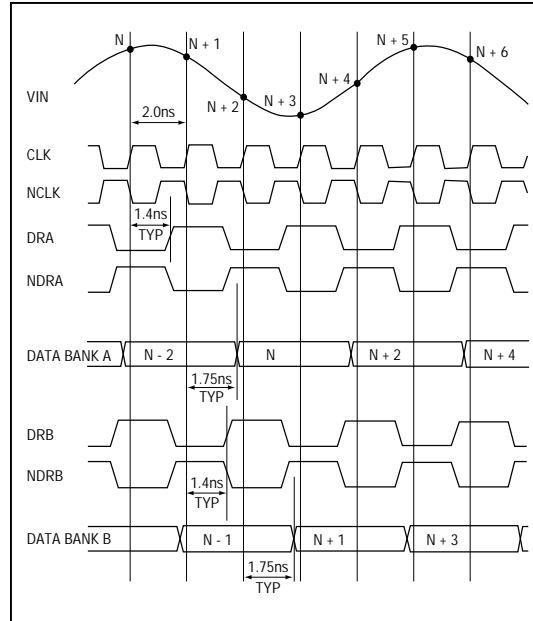 N
N + 1
N + 2
N + 3
N + 4
N + 5
N + 6
VIN
2.0ns
CLK
NCLK
1.4ns
TYP
DRA
NDRA
DATA BANK A
N - 2
N
N + 2
N + 4
1.75ns
TYP
DRB
NDRB
1.4ns
TYP
DATA BANK B
N - 1
N + 1
N + 3
1.75ns
TYP